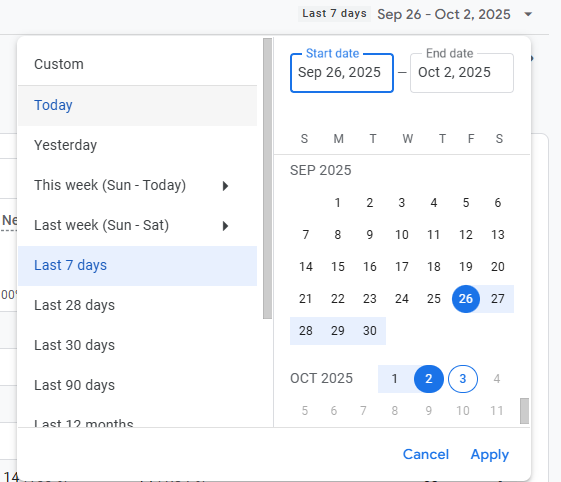 Last 7 days Sep 26 - Oct 2, 2025
Custom
Today
Yesterday
This week (Sun - Today)
Last week (Sun - Sat)
Last 7 days
Last 28 days
Last 30 days
Last 90 days
Last 12 months
Start date
Sep 26, 2025
–
End date
Oct 2, 2025
S M T W T F S
SEP 2025
1 2 3 4 5 6
7 8 9 10 11 12 13
14 15 16 17 18 19 20
21 22 23 24 25 26 27
28 29 30
OCT 2025 1 2 3 4
5 6 7 8 9 10 11
Cancel Apply
Ne
00%
14